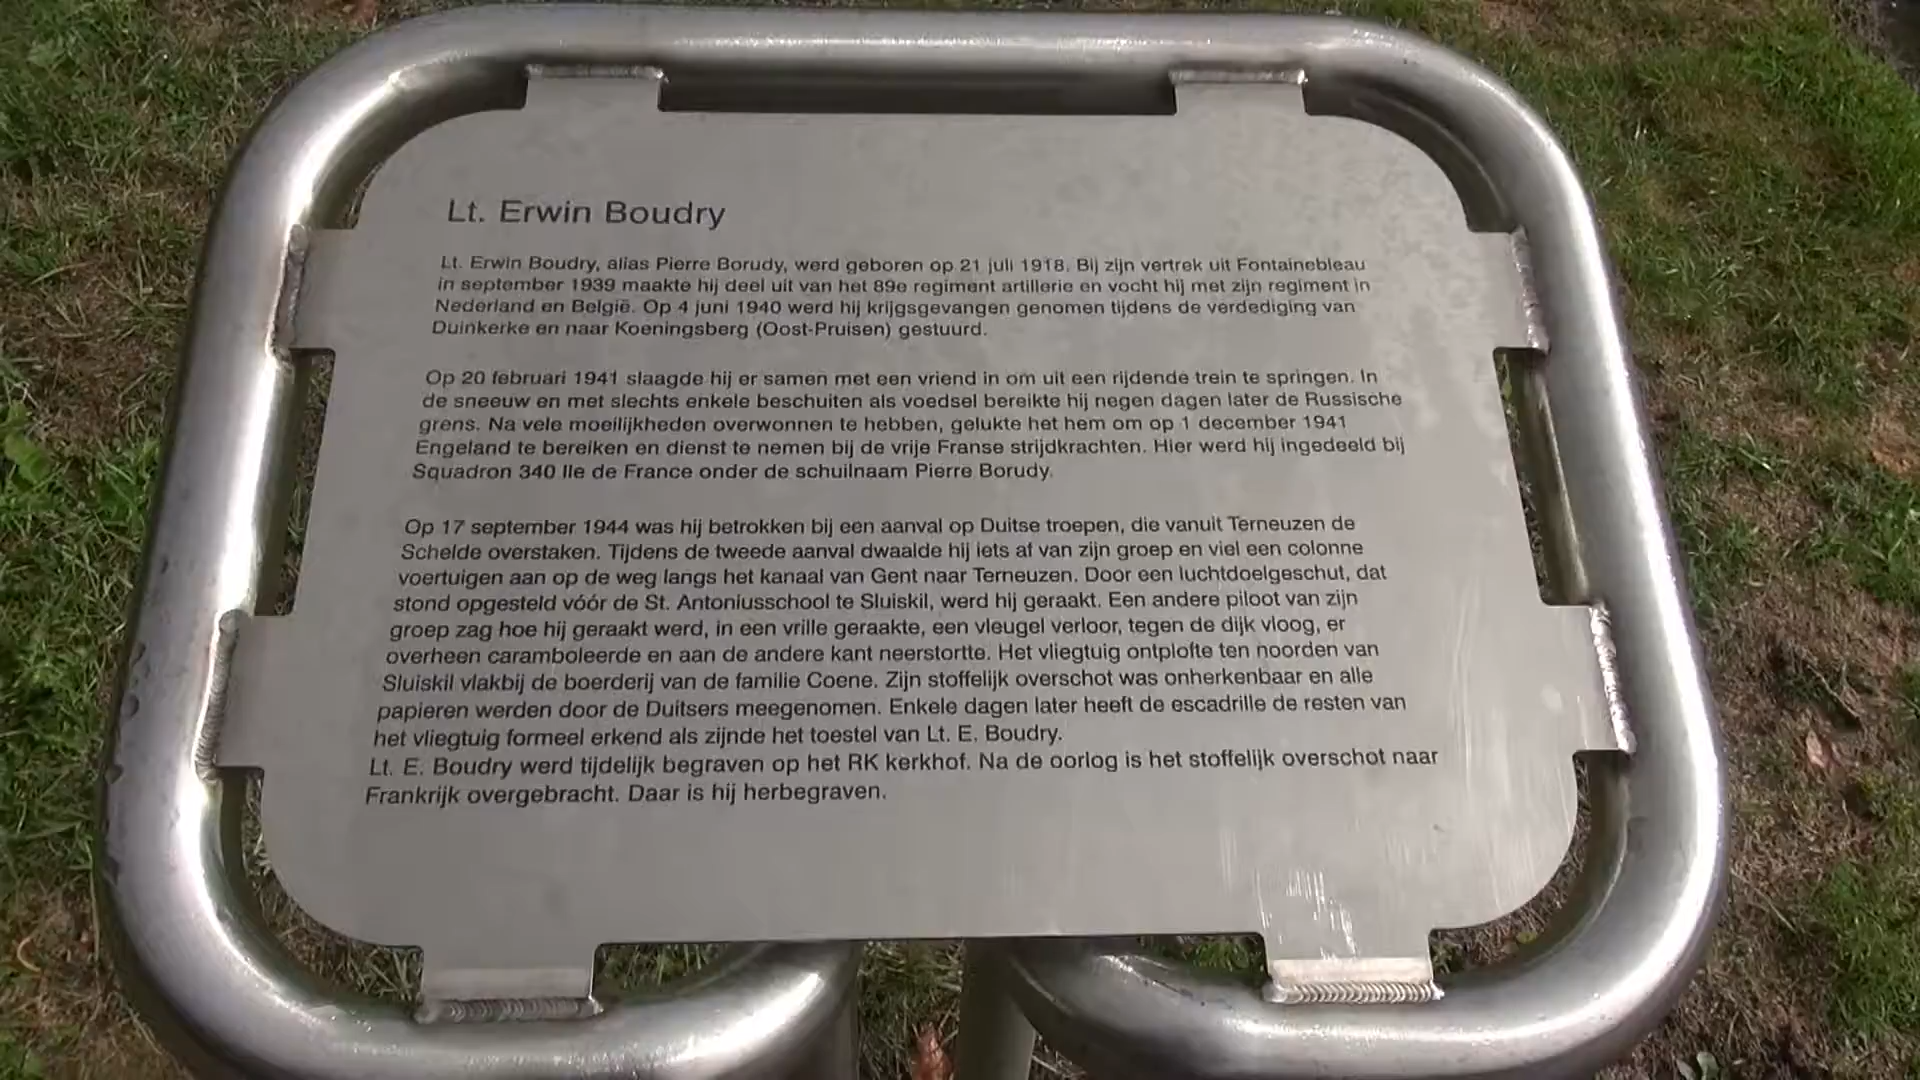 Lt. Erwin Boudry
Lt. Erwin Boudry, alias Pierre Borudy, werd geboren op 21 juli 1918. Bij zijn vertrek uit Fontainebleau
in september 1939 maakte hij deel uit van het 89e regiment artillerie en vocht hij met zijn regiment in
Nederland en België. Op 4 juni 1940 werd hij krijgsgevangen genomen tijdens de verdediging van
Duinkerke en naar Koeningsberg (Oost-Pruisen) gestuurd.
Op 20 februari 1941 slaagde hij er samen met een vriend in om uit een rijdende trein te springen. In
de sneeuw en met slechts enkele beschuiten als voedsel bereikte hij negen dagen later de Russische
grens. Na vele moeilijkheden overwonnen te hebben, gelukte het hem om op 1 december 1941
Engeland te bereiken en dienst te nemen bij de vrije Franse strijdkrachten. Hier werd hij ingedeeld bij
Squadron 340 Ile de France onder de schuilnaam Pierre Borudy.
Op 17 september 1944 was hij betrokken bij een aanval op Duitse troepen, die vanuit Terneuzen de
Schelde overstaken. Tijdens de tweede aanval dwaalde hij iets af van zijn groep en viel een colonne
voertuigen aan op de weg langs het kanaal van Gent naar Terneuzen. Door een luchtdoelgeschut, dat
stond opgesteld vóór de St. Antoniusschool te Sluiskil, werd hij geraakt. Een andere piloot van zijn
groep zag hoe hij geraakt werd, in een vrille geraakte, een vleugel verloor, tegen de dijk vloog, er
overheen caramboleerde en aan de andere kant neerstortte. Het vliegtuig ontplofte ten noorden van
Sluiskil vlakbij de boerderij van de familie Coene. Zijn stoffelijk overschot was onherkenbaar en alle
papieren werden door de Duitsers meegenomen. Enkele dagen later heeft de escadrille de resten van
het vliegtuig formeel erkend als zijnde het toestel van Lt. E. Boudry.
Lt. E. Boudry werd tijdelijk begraven op het RK kerkhof. Na de oorlog is het stoffelijk overschot naar
Frankrijk overgebracht. Daar is hij herbegraven.